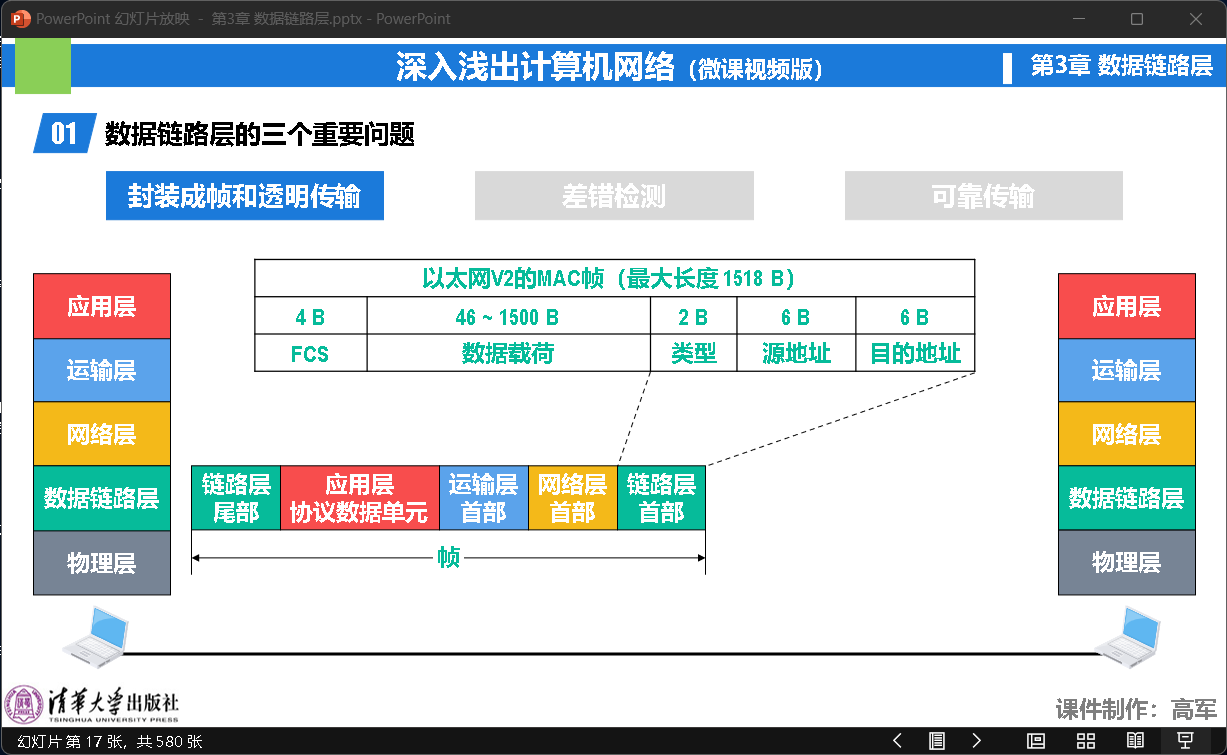 PowerPoint 幻灯片放映 - 第3章 数据链路层.pptx - PowerPoint
深入浅出计算机网络（微课视频版）
第3章 数据链路层
01 数据链路层的三个重要问题
封装成帧和透明传输
差错检测
可靠传输
以太网V2的MAC帧（最大长度1518 B）
4 B
46 ~ 1500 B
2 B
6 B
6 B
FCS
数据载荷
类型
源地址
目的地址
应用层
运输层
网络层
数据链路层
物理层
链路层
尾部
应用层
协议数据单元
运输层
首部
网络层
首部
链路层
首部
帧
应用层
运输层
网络层
数据链路层
物理层
清华大学出版社
TSINGHUA UNIVERSITY PRESS
课件制作：高军
幻灯片 第 17 张，共 580 张